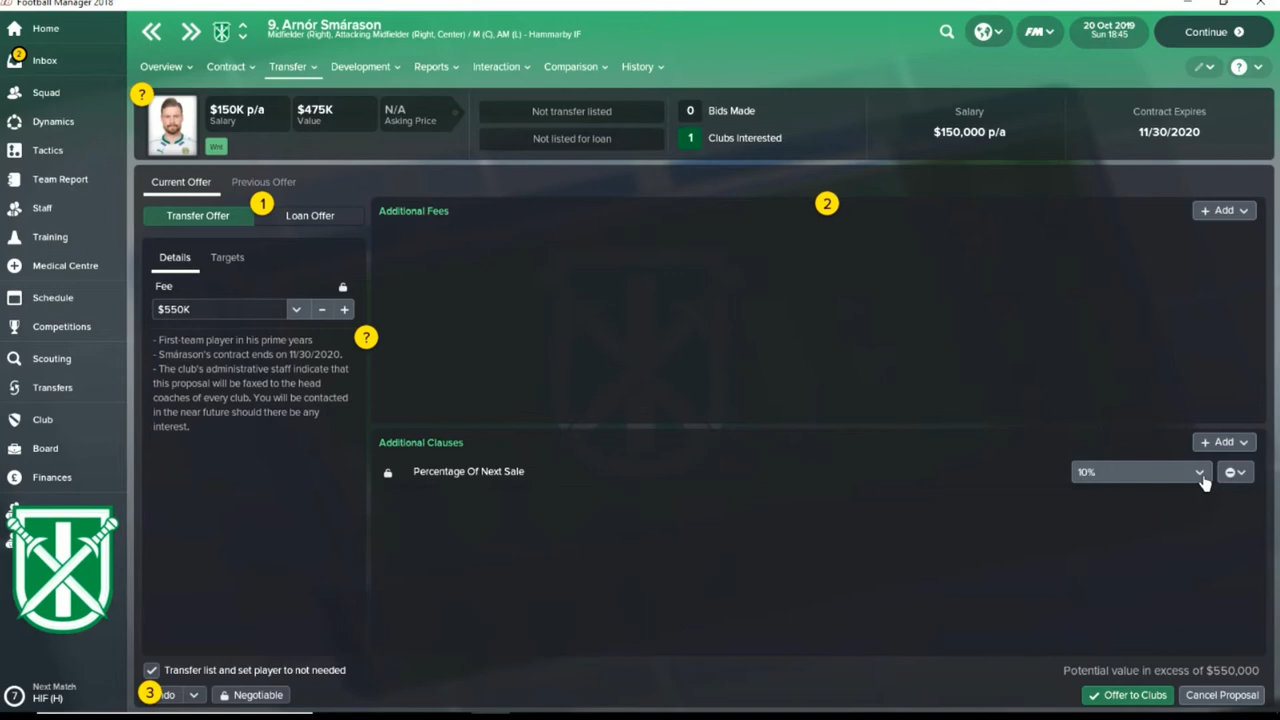 Football Manager 2018
Home
2
Inbox
Squad
Dynamics
Tactics
Team Report
Staff
Training
Medical Centre
Schedule
Competitions
Scouting
Transfers
Club
Board
Finances
7
Next Match
HIF (H)
9. Arnór Smárason
Midfielder (Right), Attacking Midfielder (Right, Center) / M (C), AM (L) - Hammarby IF
FM
20 Oct 2019
Sun 18:45
Continue
Overview
Contract
Transfer
Development
Reports
Interaction
Comparison
History
?
?
$150K p/a
Salary
$475K
Value
N/A
Asking Price
Wnt
Not transfer listed
Not listed for loan
0 Bids Made
1 Clubs Interested
Salary
$150,000 p/a
Contract Expires
11/30/2020
Current Offer
Previous Offer
1
2
Transfer Offer
Loan Offer
Additional Fees
+ Add
Details
Targets
Fee
$550K
- +
?
- First-team player in his prime years
- Smárason's contract ends on 11/30/2020.
- The club's administrative staff indicate that
this proposal will be faxed to the head
coaches of every club. You will be contacted
in the near future should there be any
interest.
Additional Clauses
+ Add
Percentage Of Next Sale
10%
Transfer list and set player to not needed
Potential value in excess of $550,000
3
Negotiable
Offer to Clubs
Cancel Proposal